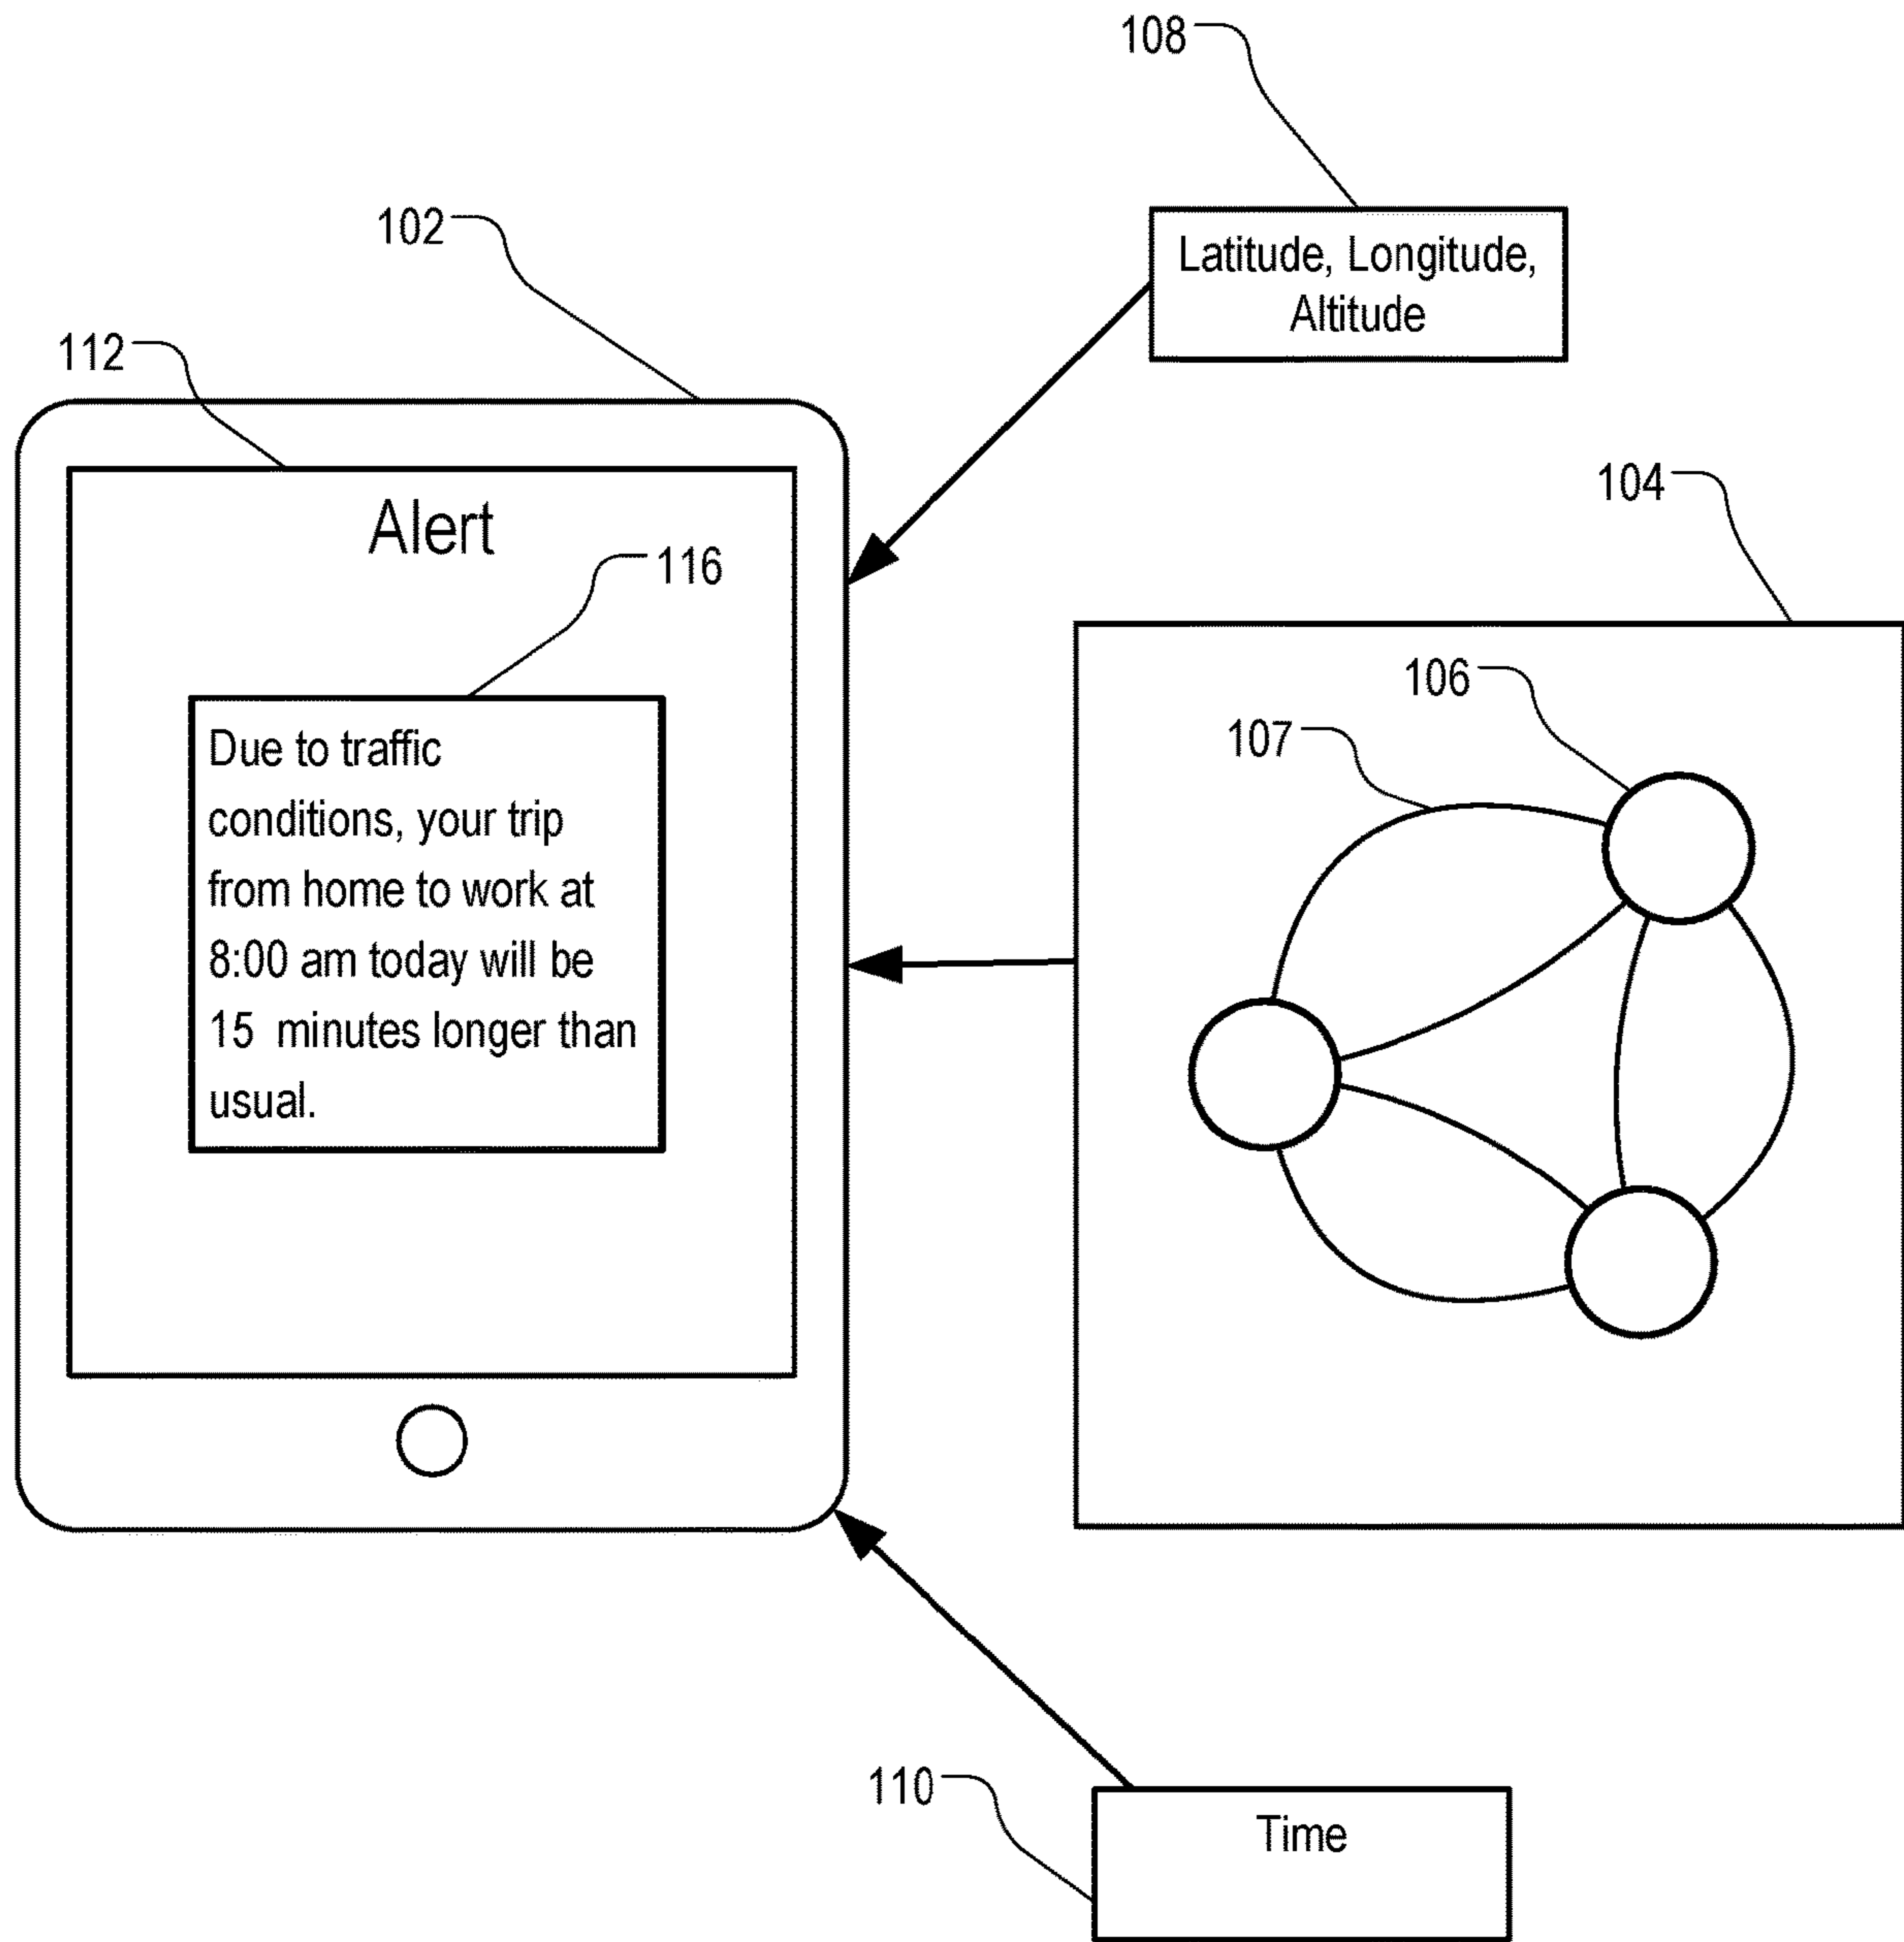 108
102
Latitude, Longitude,
Altitude
112
104
Alert
116
106
107
Due to traffic
conditions, your trip
from home to work at
8:00 am today will be
15 minutes longer than
usual.
110
Time